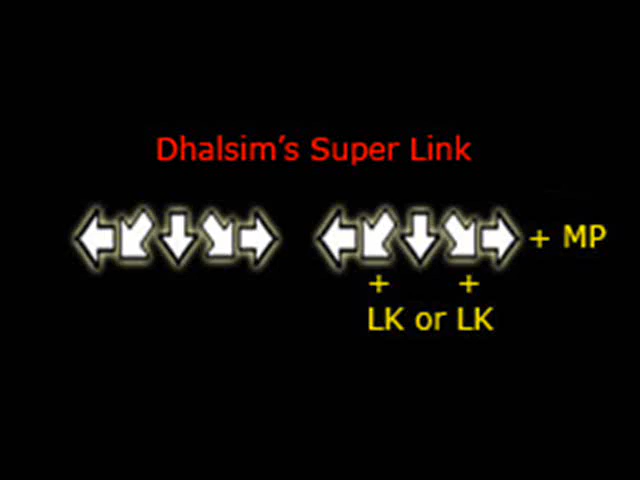 Dhalsim's Super Link
+ MP
+ +
LK or LK